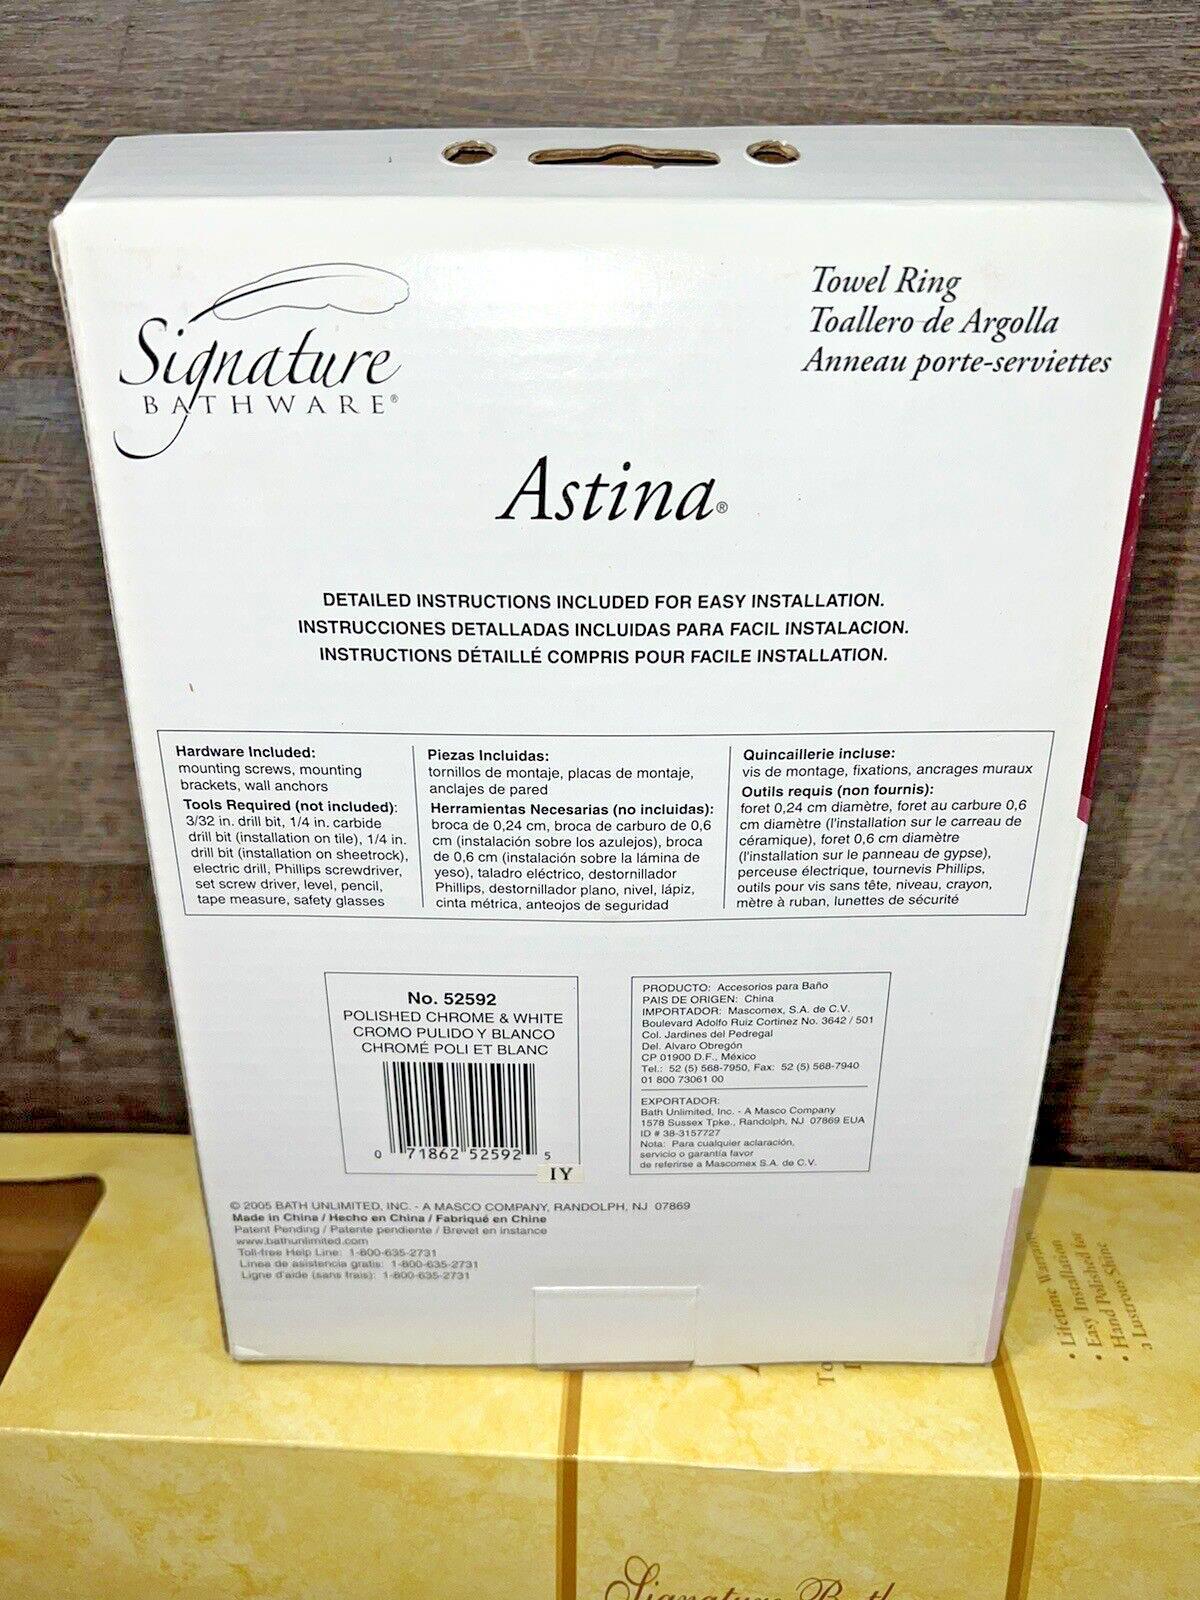 Signature
BATHWARE®
Towel Ring
Toallero de Argolla
Anneau porte-serviettes
Astina®
DETAILED INSTRUCTIONS INCLUDED FOR EASY INSTALLATION.
INSTRUCCIONES DETALLADAS INCLUIDAS PARA FACIL INSTALACION.
INSTRUCTIONS DÉTAILLÉ COMPRIS POUR FACILE INSTALLATION.
Hardware Included:
mounting screws, mounting
brackets, wall anchors
Tools Required (not included):
3/32 in. drill bit, 1/4 in. carbide
drill bit (installation on tile), 1/4 in.
drill bit (installation on sheetrock),
electric drill, Phillips screwdriver,
set screw driver, level, pencil,
tape measure, safety glasses
Piezas Incluidas:
tornillos de montaje, placas de montaje,
anclajes de pared
Herramientas Necesarias (no incluidas):
broca de 0,24 cm, broca de carburo de 0,6
cm (instalación sobre los azulejos), broca
de 0,6 cm (instalación sobre la lámina de
yeso), taladro eléctrico, destornillador
Phillips, destornillador plano, nivel, lápiz,
cinta métrica, anteojos de seguridad
Quincaillerie incluse:
vis de montage, fixations, ancrages muraux
Outils requis (non fournis):
foret 0,24 cm diamètre, foret au carbure 0,6
cm diamètre (l'installation sur le carreau de
céramique), foret 0,6 cm diamètre
(l'installation sur le panneau de gypse),
perceuse électrique, tournevis Phillips,
outils pour vis sans tête, niveau, crayon,
mètre à ruban, lunettes de sécurité
No. 52592
POLISHED CHROME & WHITE
CROMO PULIDO Y BLANCO
CHROMÉ POLI ET BLANC
0 71862 52592 5
IY
PRODUCTO: Accesorios para Baño
PAIS DE ORIGEN: China
IMPORTADOR: Mascomex, S.A. de C.V.
Boulevard Adolfo Ruiz Cortinez No. 3642 / 501
Col. Jardines del Pedregal
Del. Alvaro Obregón
CP 01900 D.F., México
Tel.: 52 (5) 568-7950, Fax: 52 (5) 568-7940
01 800 73061 00
EXPORTADOR:
Bath Unlimited, Inc. - A Masco Company
1578 Sussex Tpke., Randolph, NJ 07869 EUA
ID # 38-3157727
Nota: Para cualquier aclaración,
servicio o garantía favor
de referirse a Mascomex S.A. de C.V.
© 2005 BATH UNLIMITED, INC. - A MASCO COMPANY, RANDOLPH, NJ 07869
Made in China / Hecho en China / Fabriqué en Chine
Patent Pending / Patente pendiente / Brevet en instance
www.bathunlimited.com
Toll-free Help Line: 1-800-635-2731
Linea de asistencia gratis: 1-800-635-2731
Ligne d'aide (sans frais): 1-800-635-2731
• Lifetime
• Easy Installation
• Hand Polished for
a Lustrous Shine
Signature